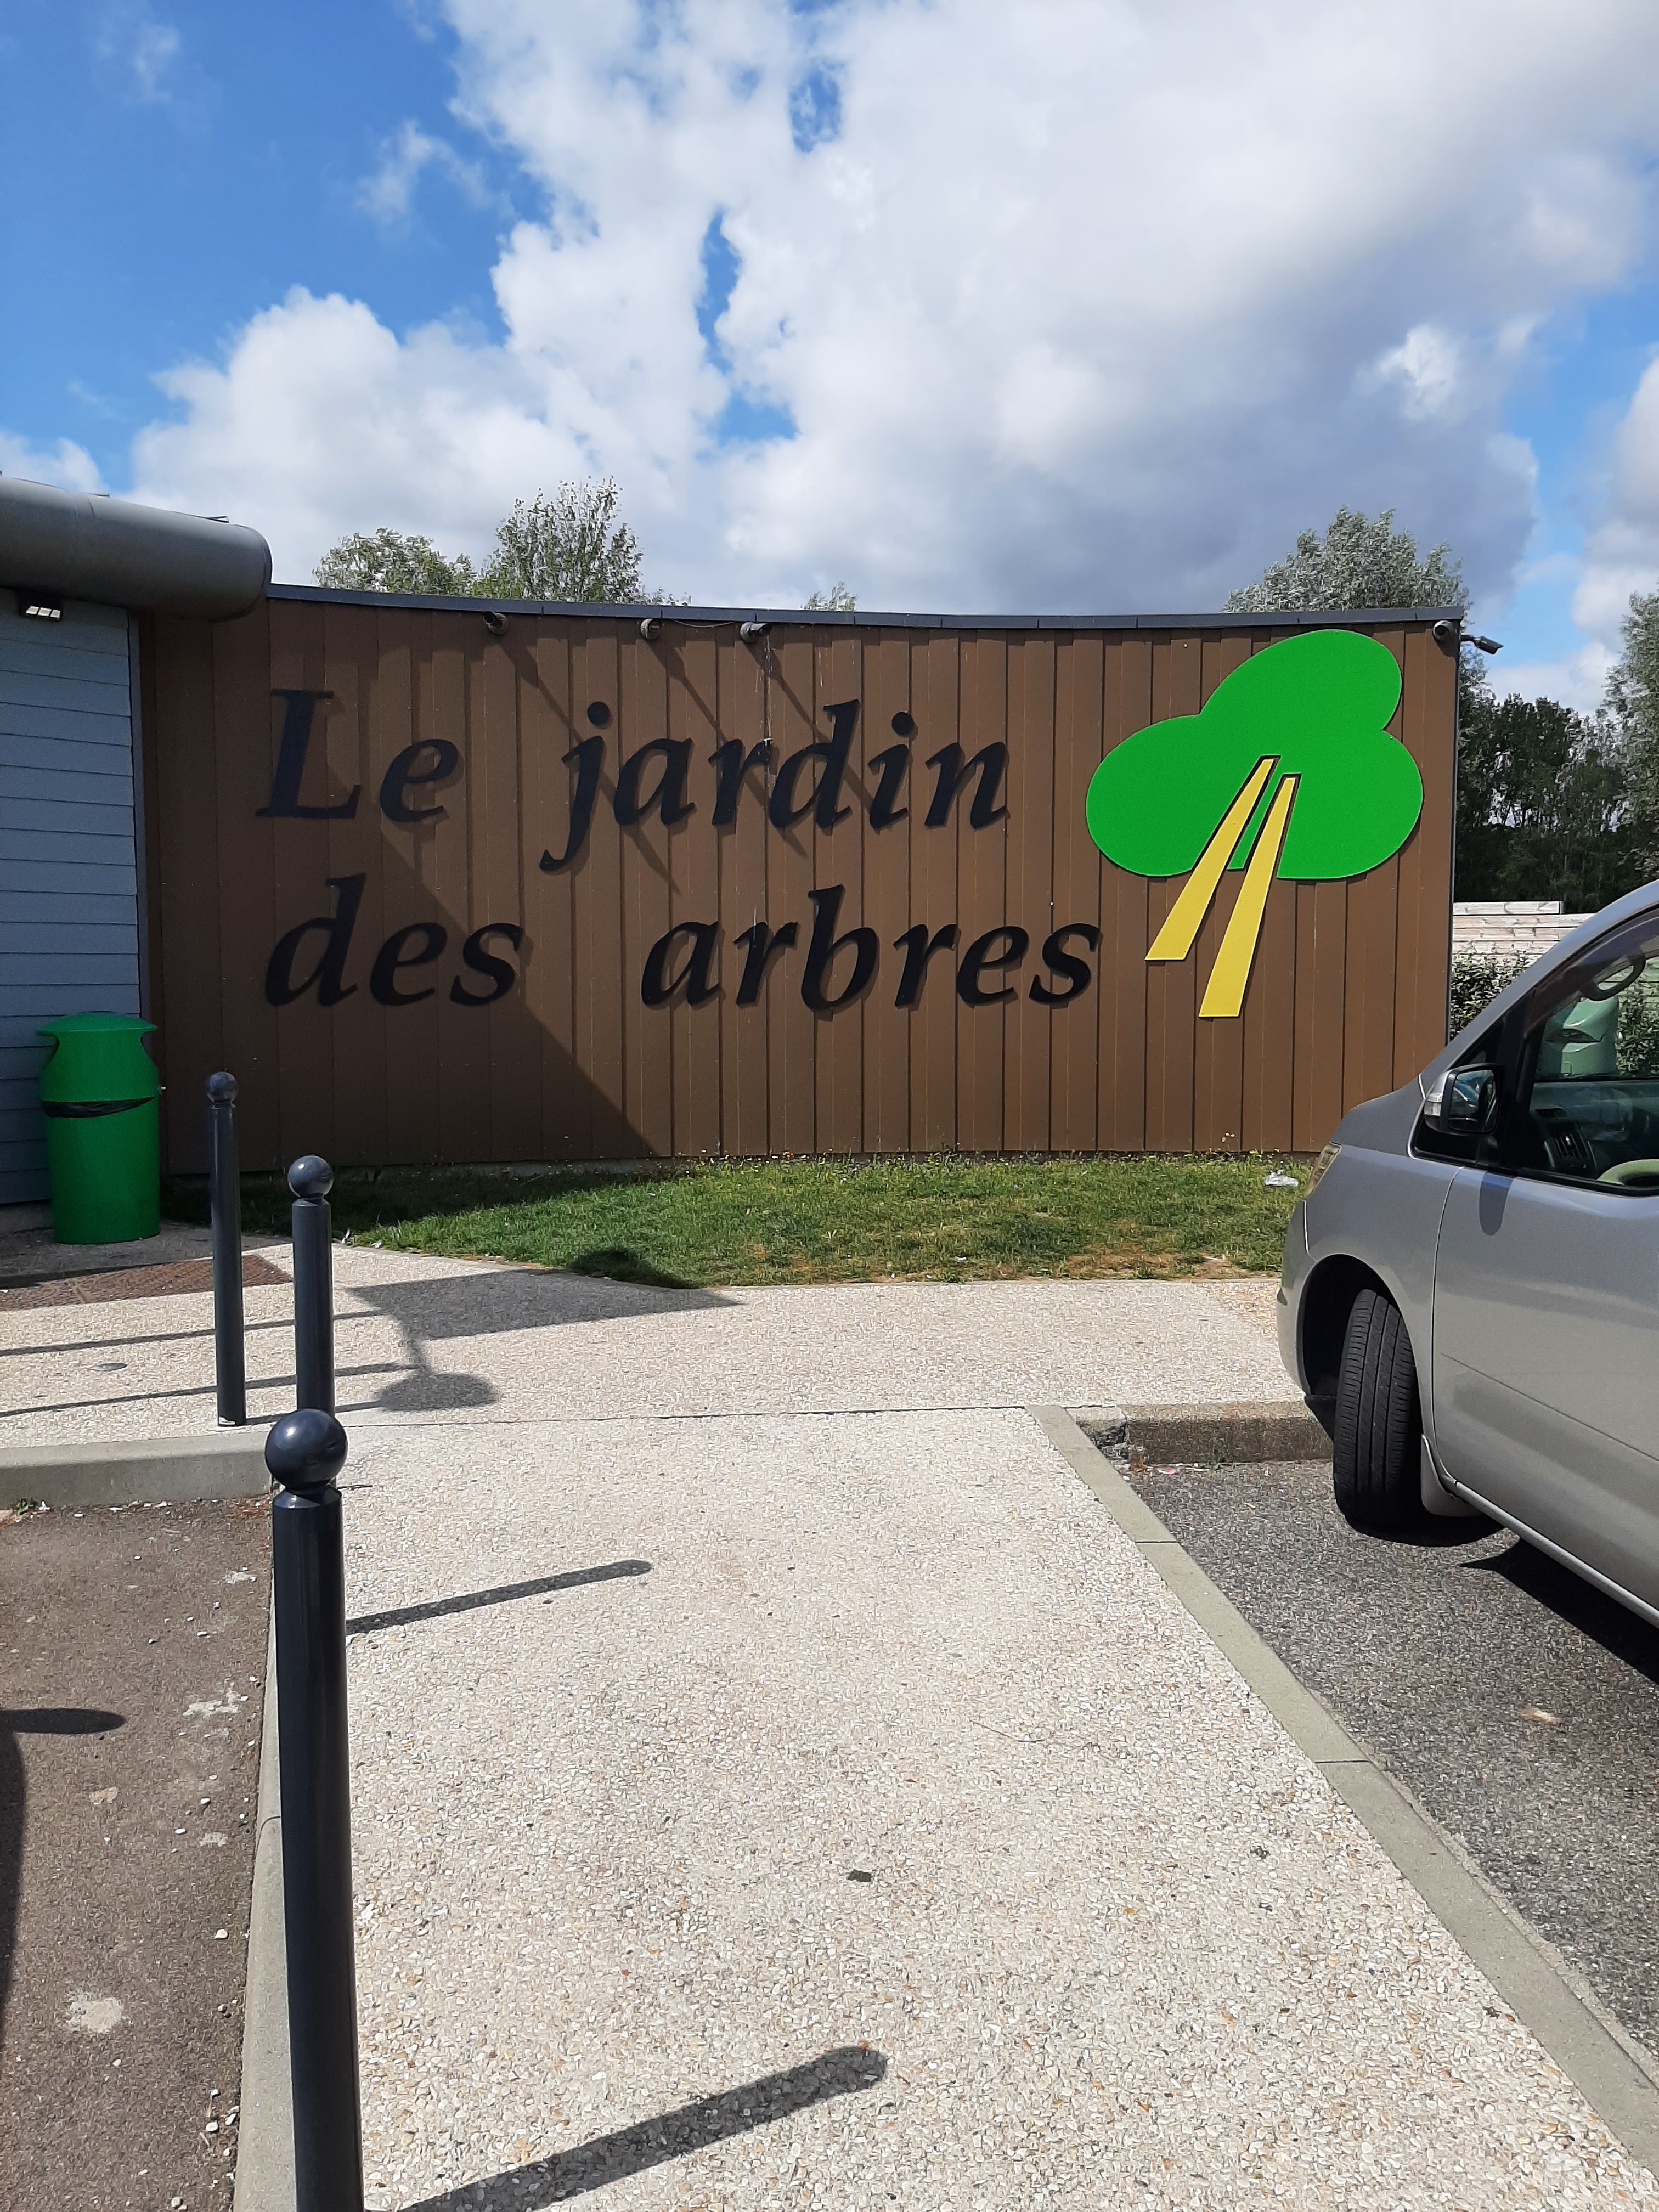 Le jardin
des arbres